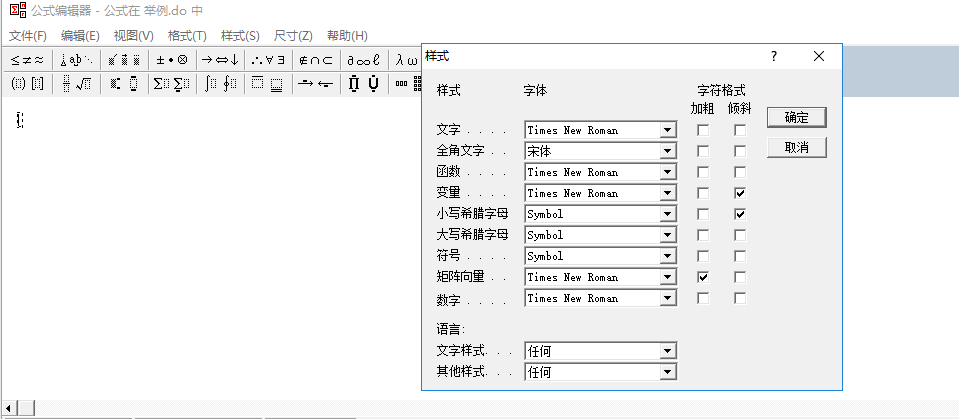 公式编辑器 - 公式在 举例.do 中
文件(F) 编辑(E) 视图(V) 格式(T) 样式(S) 尺寸(Z) 帮助(H)
样式 ?
样式 字体 字符格式
加粗 倾斜
确定
文字 . . . . Times New Roman
取消
全角文字 . . 宋体
函数 . . . . Times New Roman
变量 . . . . Times New Roman
小写希腊字母 Symbol
大写希腊字母 Symbol
符号 . . . . Symbol
矩阵向量 . . Times New Roman
数字 . . . . Times New Roman
语言:
文字样式. . . 任何
其他样式. . . 任何